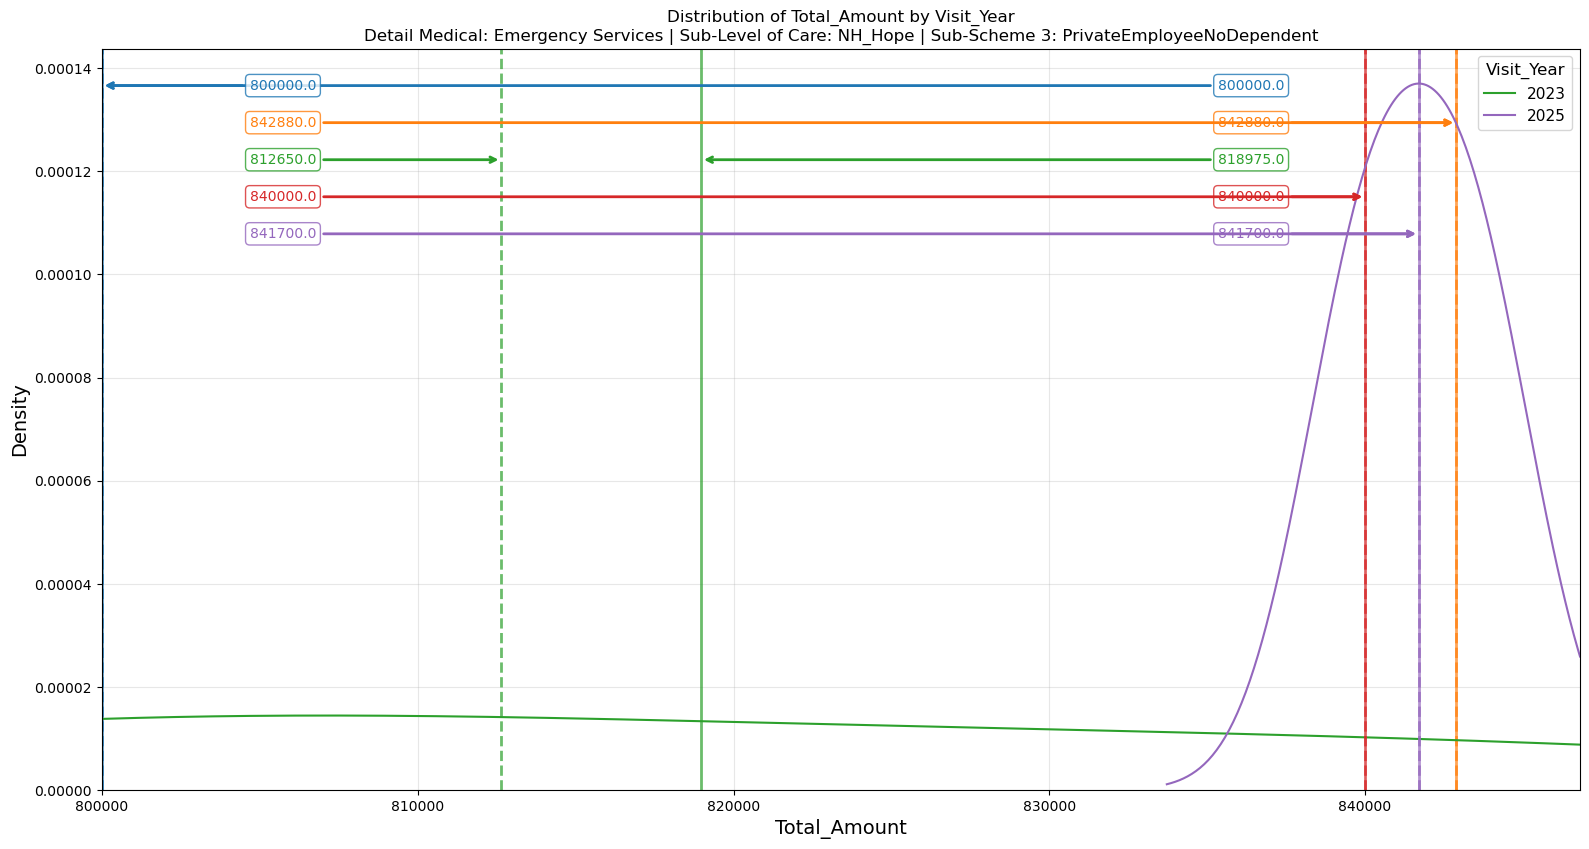 Distribution of Total_Amount by Visit_Year
Detail Medical: Emergency Services | Sub-Level of Care: NH_Hope | Sub-Scheme 3: PrivateEmployeeNoDependent
Visit_Year
2023
2025
800000.0 800000.0
842880.0 842880.0
812650.0 818975.0
840000.0 840000.0
841700.0 841700.0
Density
0.00014
0.00012
0.00010
0.00008
0.00006
0.00004
0.00002
0.00000
800000 810000 820000 830000 840000
Total_Amount